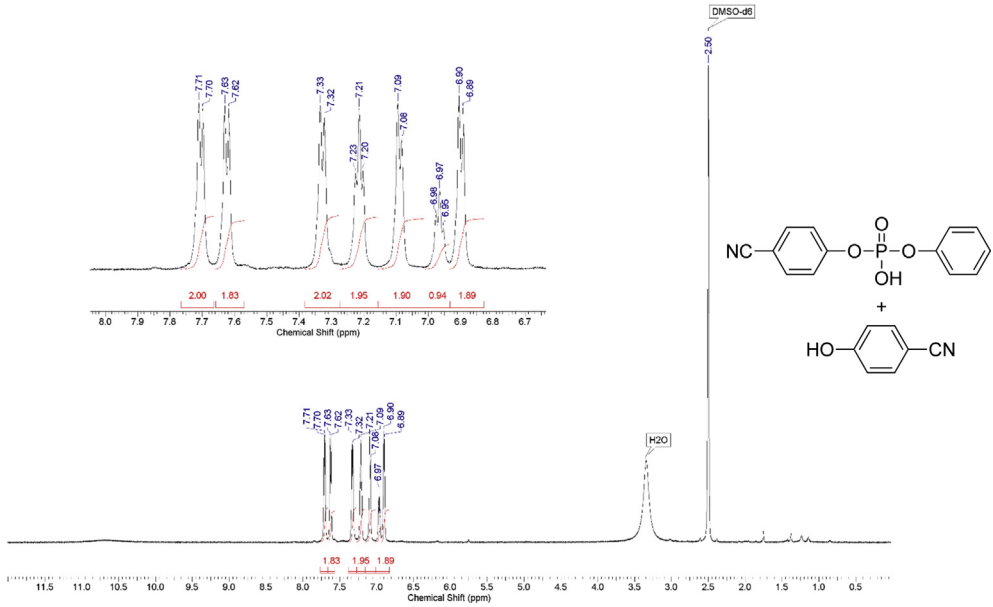 DMSO-d6
2.50
7.71
7.70
7.63
7.62
7.33
7.32
7.23
7.21
7.20
7.09
7.08
6.98
6.97
6.95
6.90
6.89
2.00 1.83 2.02 1.95 1.90 0.94 1.89
8.0 7.9 7.8 7.7 7.6 7.5 7.4 7.3 7.2 7.1 7.0 6.9 6.8 6.7
Chemical Shift (ppm)
NC O P O
O
OH
+
HO CN
7.71
7.70
7.63
7.62
7.33
7.32
7.21
7.08
7.09
6.97
6.90
6.89
H2O
1.83 1.95 1.89
11.5 11.0 10.5 10.0 9.5 9.0 8.5 8.0 7.5 7.0 6.5 6.0 5.5 5.0 4.5 4.0 3.5 3.0 2.5 2.0 1.5 1.0 0.5
Chemical Shift (ppm)